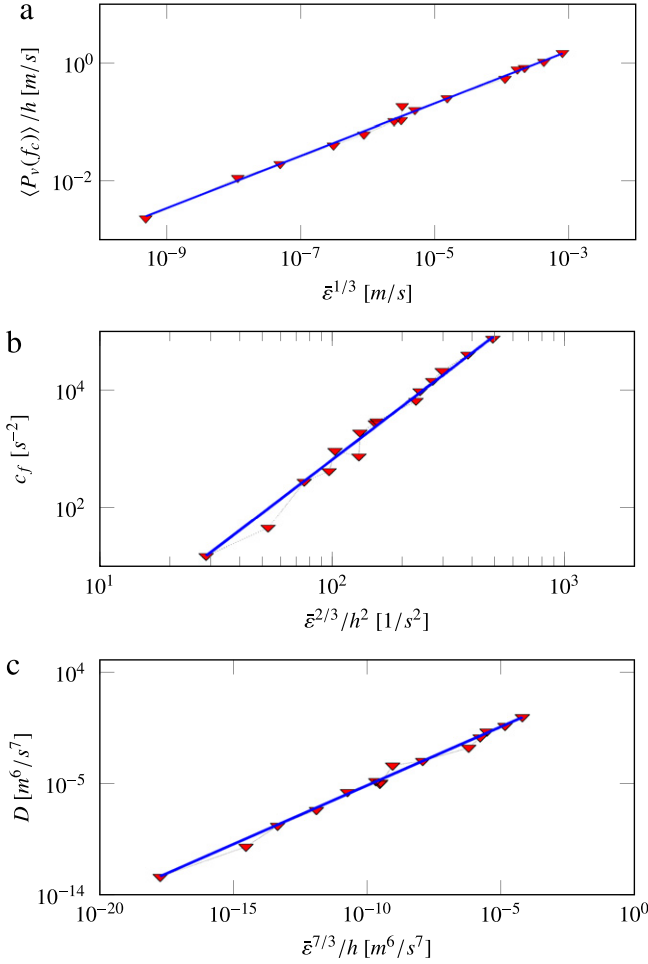 a
⟨P_v(f_c)⟩/h [m/s]
10^0
10^−2
10^−9 10^−7 10^−5 10^−3
ε̄^{1/3} [m/s]
b
c_f [s^{−2}]
10^4
10^2
10^1 10^2 10^3
ε̄^{2/3}/h^2 [1/s^2]
c
D [m^6/s^7]
10^4
10^−5
10^−14
10^−20 10^−15 10^−10 10^−5 10^0
ε̄^{7/3}/h [m^6/s^7]